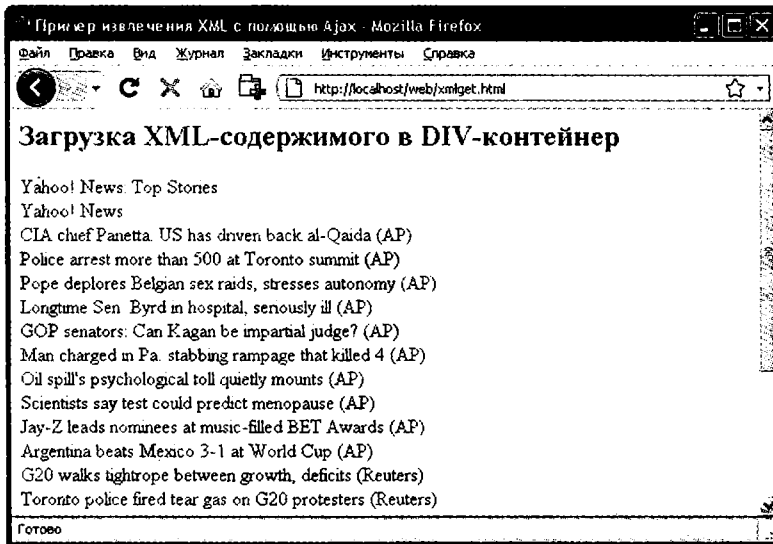 Пример извлечения XML с помощью Ajax - Mozilla Firefox
Файл Правка Вид Журнал Закладки Инструменты Справка
http://localhost/web/xmlget.html
Загрузка XML-содержимого в DIV-контейнер
Yahoo! News: Top Stories
Yahoo! News
CIA chief Panetta: US has driven back al-Qaida (AP)
Police arrest more than 500 at Toronto summit (AP)
Pope deplores Belgian sex raids, stresses autonomy (AP)
Longtime Sen. Byrd in hospital, seriously ill (AP)
GOP senators: Can Kagan be impartial judge? (AP)
Man charged in Pa. stabbing rampage that killed 4 (AP)
Oil spill's psychological toll quietly mounts (AP)
Scientists say test could predict menopause (AP)
Jay-Z leads nominees at music-filled BET Awards (AP)
Argentina beats Mexico 3-1 at World Cup (AP)
G20 walks tightrope between growth, deficits (Reuters)
Toronto police fired tear gas on G20 protesters (Reuters)
Готово